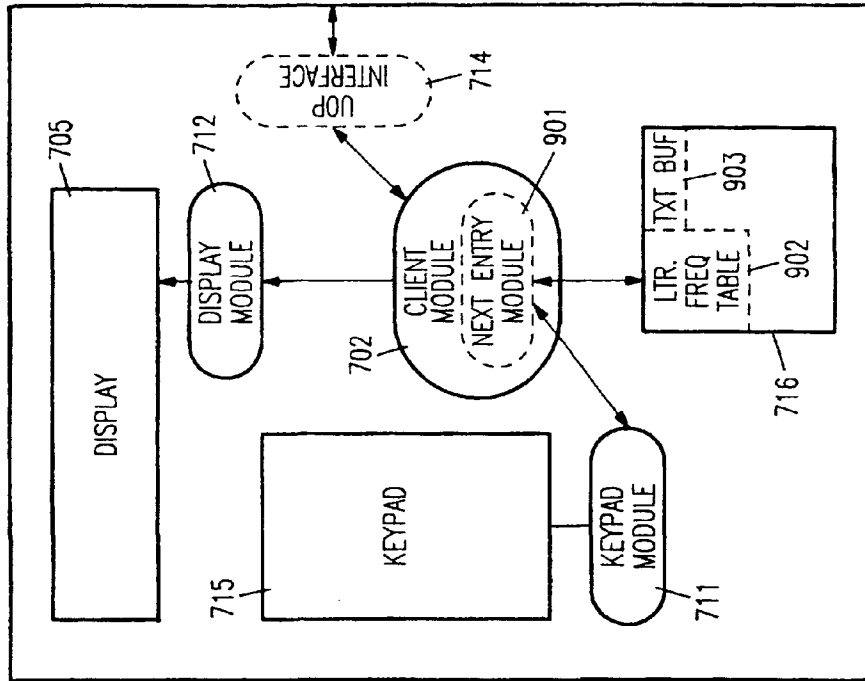 705
DISPLAY
712
DISPLAY
MODULE
UOP
INTERFACE
714
715
KEYPAD
702
CLIENT
MODULE
NEXT ENTRY
MODULE
901
KEYPAD
MODULE
711
716
LTR.
FREQ
TABLE
902
TXT BUF
903